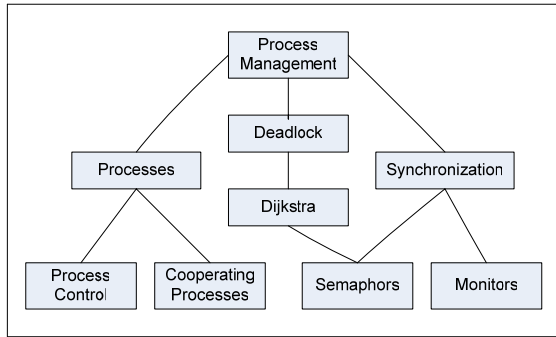 Process
Management
Deadlock
Processes
Synchronization
Dijkstra
Process
Control
Cooperating
Processes
Semaphors
Monitors